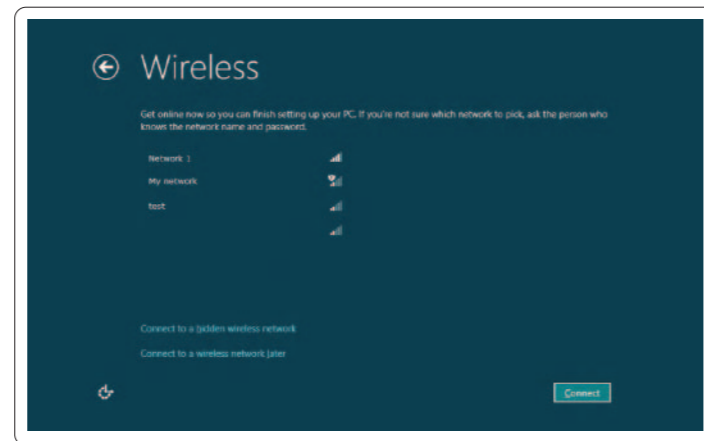 Wireless
Get online now so you can finish setting up your PC. If you're not sure which network to pick, ask the person who
knows the network name and password.
Network 1
My network
test
Connect to a hidden wireless network
Connect to a wireless network later
Connect